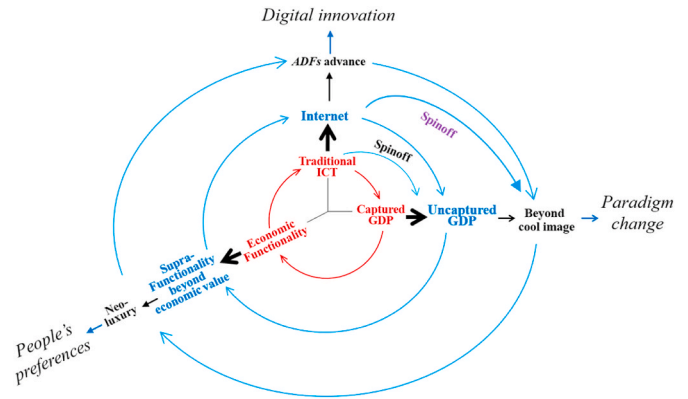 Digital innovation
ADFs advance
Internet
Spinoff
Spinoff
Traditional
ICT
Captured
GDP
Uncaptured
GDP
Beyond
cool image
Paradigm
change
Economic
Functionality
Supra-
Functionality
beyond
economic value
Neo-
luxury
People's
preferences